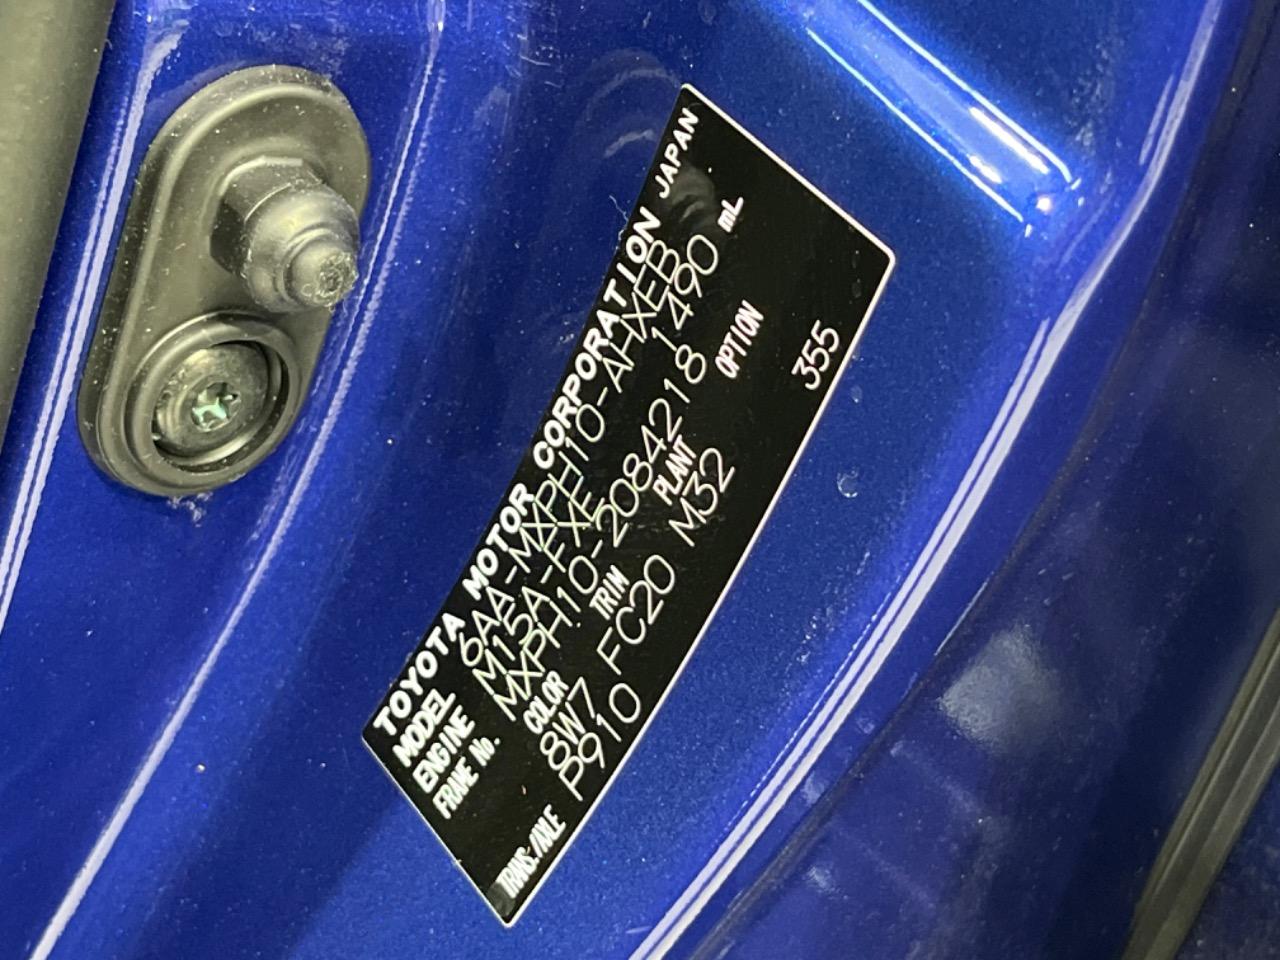 TOYOTA MOTOR CORPORATION JAPAN
MODEL 6AA-MXPH10-AHXEB
ENGINE M15A-FXE 1490 mL
FRAME No. MXPH10-2084218
COLOR TRIM PLANT OPTION
8W7 FC20 M32
TRANS./AXLE P910 355